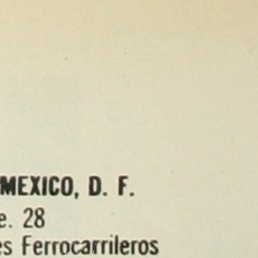 MEXICO, D. F.
e. 28
es Ferrocarrileros